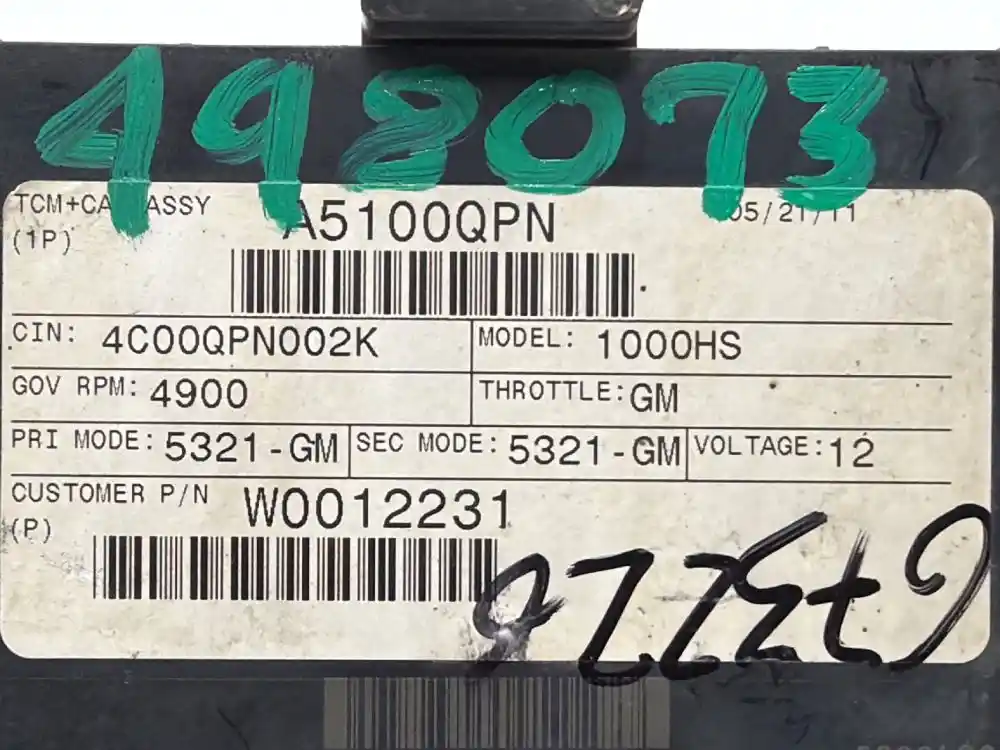 498073
TCM+CA ASSY
(1P)
A5100QPN
05/21/11
CIN: 4C00QPN002K
MODEL: 1000HS
GOV RPM: 4900
THROTTLE: GM
PRI MODE: 5321-GM
SEC MODE: 5321-GM
VOLTAGE: 12
CUSTOMER P/N
(P)
W0012231